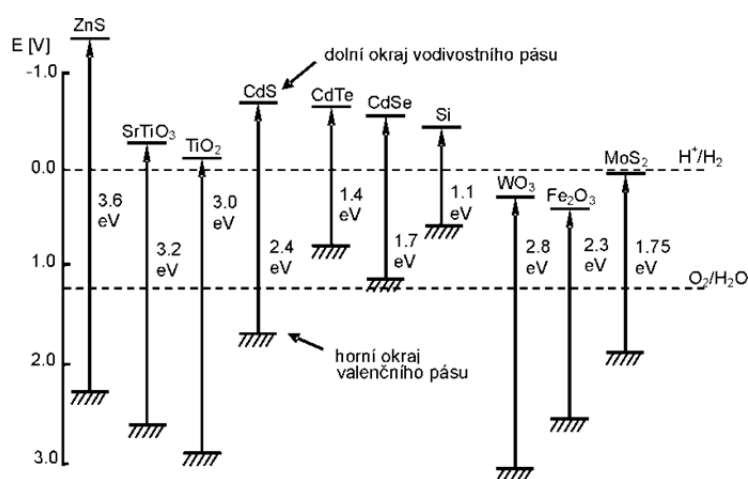 ZnS
E [V]
-1.0
0.0
1.0
2.0
3.0
dolní okraj vodivostního pásu
SrTiO₃
TiO₂
CdS
CdTe
CdSe
Si
WO₃
Fe₂O₃
MoS₂
H⁺/H₂
O₂/H₂O
3.6
eV
3.2
eV
3.0
eV
2.4
eV
1.4
eV
1.7
eV
1.1
eV
2.8
eV
2.3
eV
1.75
eV
horní okraj
valenčního pásu